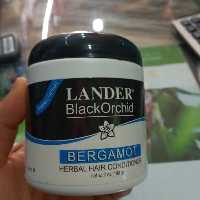 LANDER®
BlackOrchid
BERGAMOT
HERBAL HAIR CONDITIONER